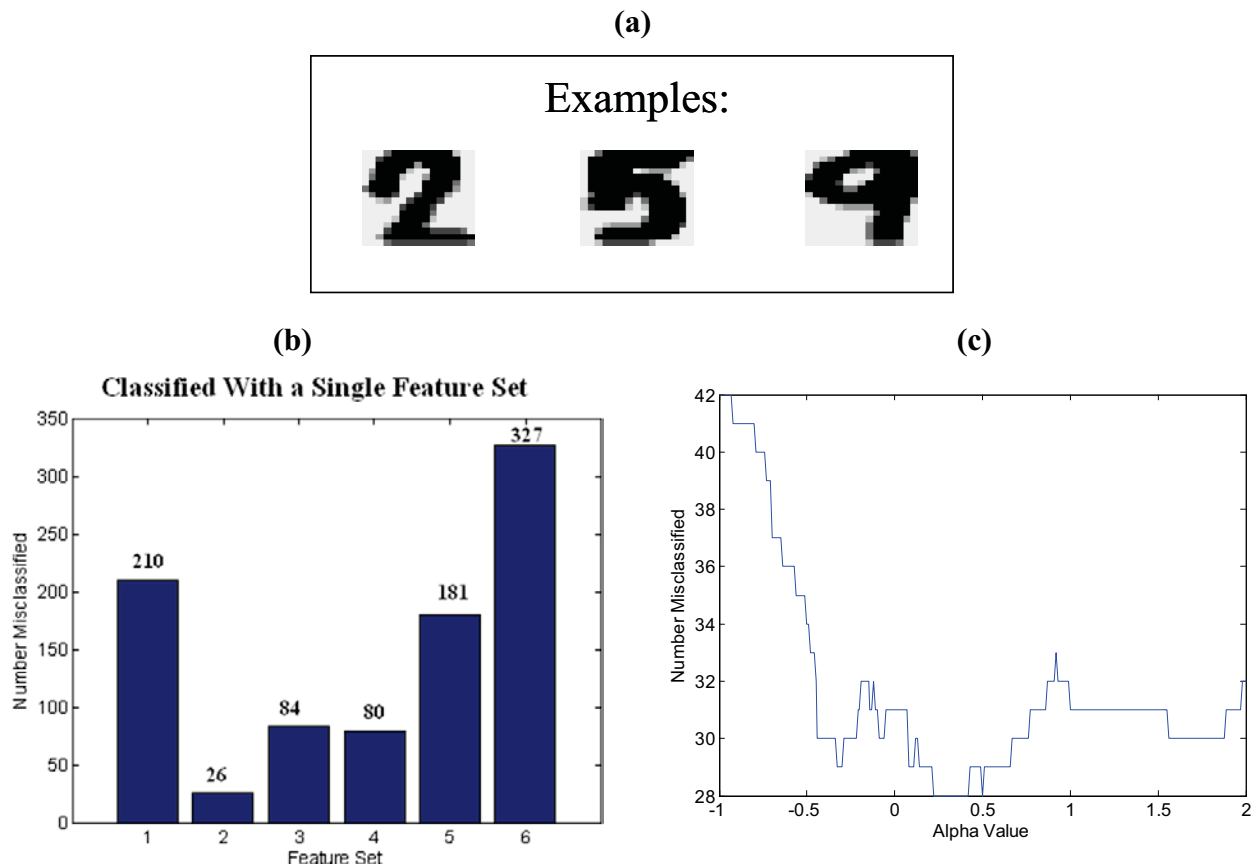 (a)
Examples:
2 5 9
(b)
Classified With a Single Feature Set
350
300
250
200
150
100
50
0
Number Misclassified
210
26
84
80
181
327
1 2 3 4 5 6
Feature Set
(c)
42
40
38
36
34
32
30
28
Number Misclassified
-1 -0.5 0 0.5 1 1.5 2
Alpha Value